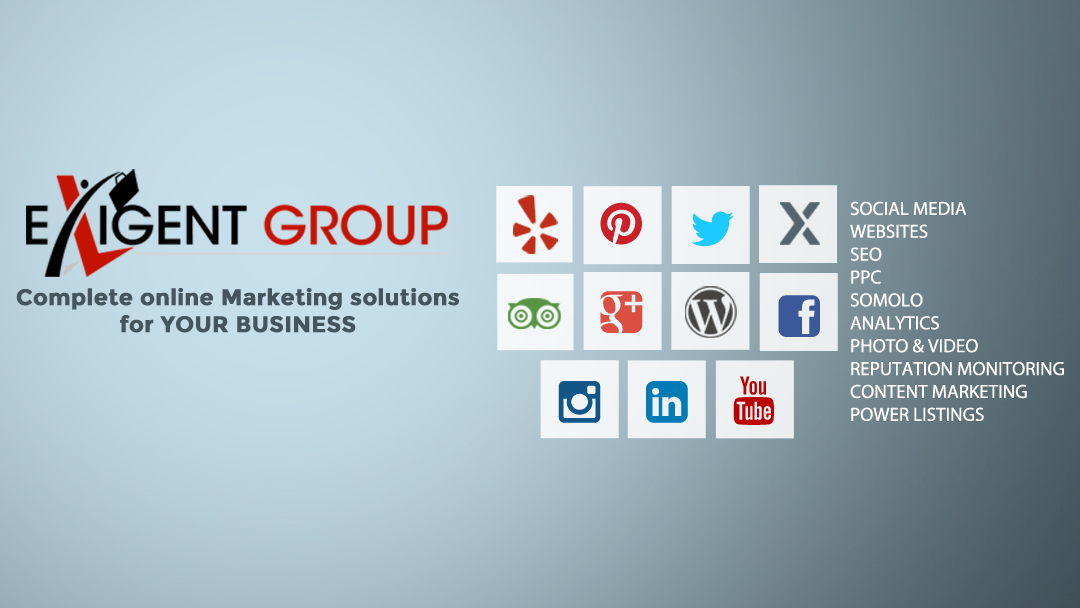 EXIGENT GROUP
Complete online Marketing solutions
for YOUR BUSINESS
You
Tube
SOCIAL MEDIA
WEBSITES
SEO
PPC
SOMOLO
ANALYTICS
PHOTO & VIDEO
REPUTATION MONITORING
CONTENT MARKETING
POWER LISTINGS